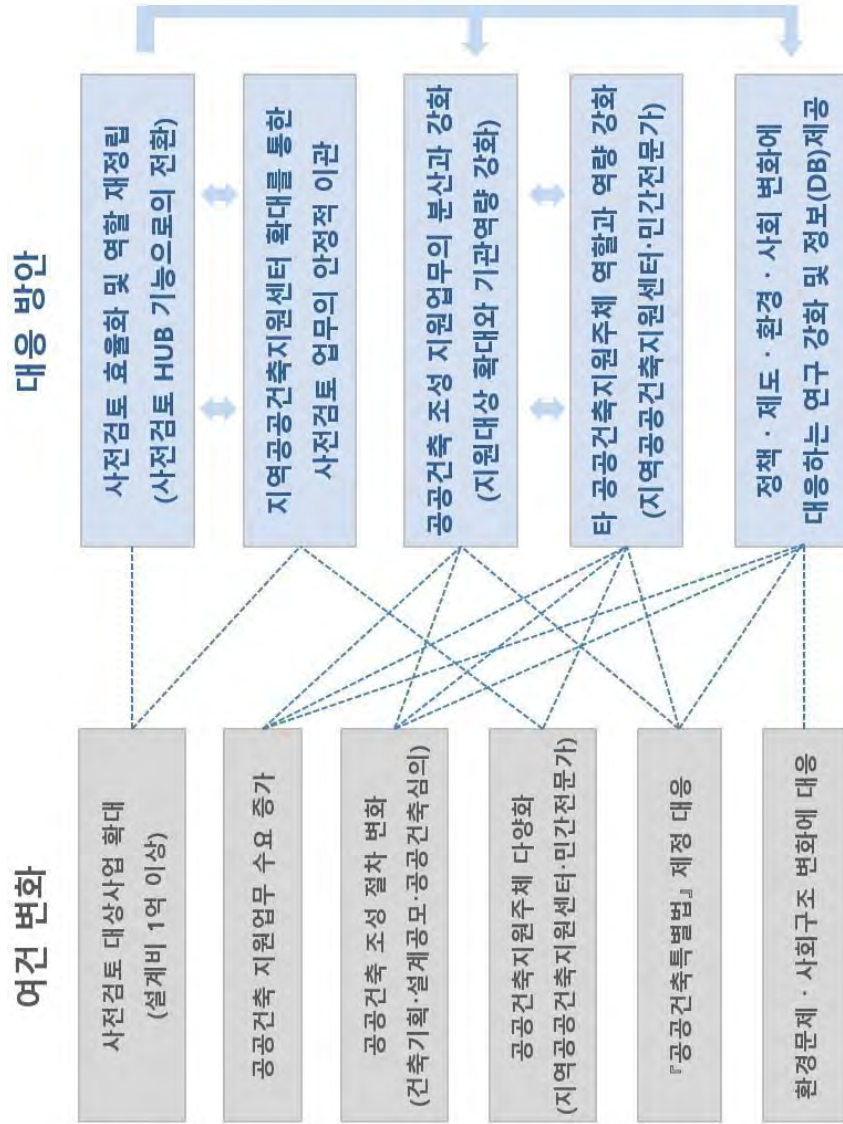 여건 변화
사전검토 대상사업 확대
(설계비 1억 이상)
공공건축 지원업무 수요 증가
공공건축 조성 절차 변화
(건축기획·설계공모·공공건축심의)
공공건축지원주체 다양화
(지역공공건축지원센터·민간전문가)
『공공건축특별법』 제정 대응
환경문제 · 사회구조 변화에 대응
대응 방안
사전검토 효율화 및 역할 재정립
(사전검토 HUB 기능으로의 전환)
지역공공건축지원센터 확대를 통한
사전검토 업무의 안정적 이관
공공건축 조성 지원업무의 분산과 강화
(지원대상 확대와 기관역량 강화)
타 공공건축지원주체 역할과 역량 강화
(지역공공건축지원센터·민간전문가)
정책 · 제도 · 환경 · 사회 변화에
대응하는 연구 강화 및 정보(DB)제공